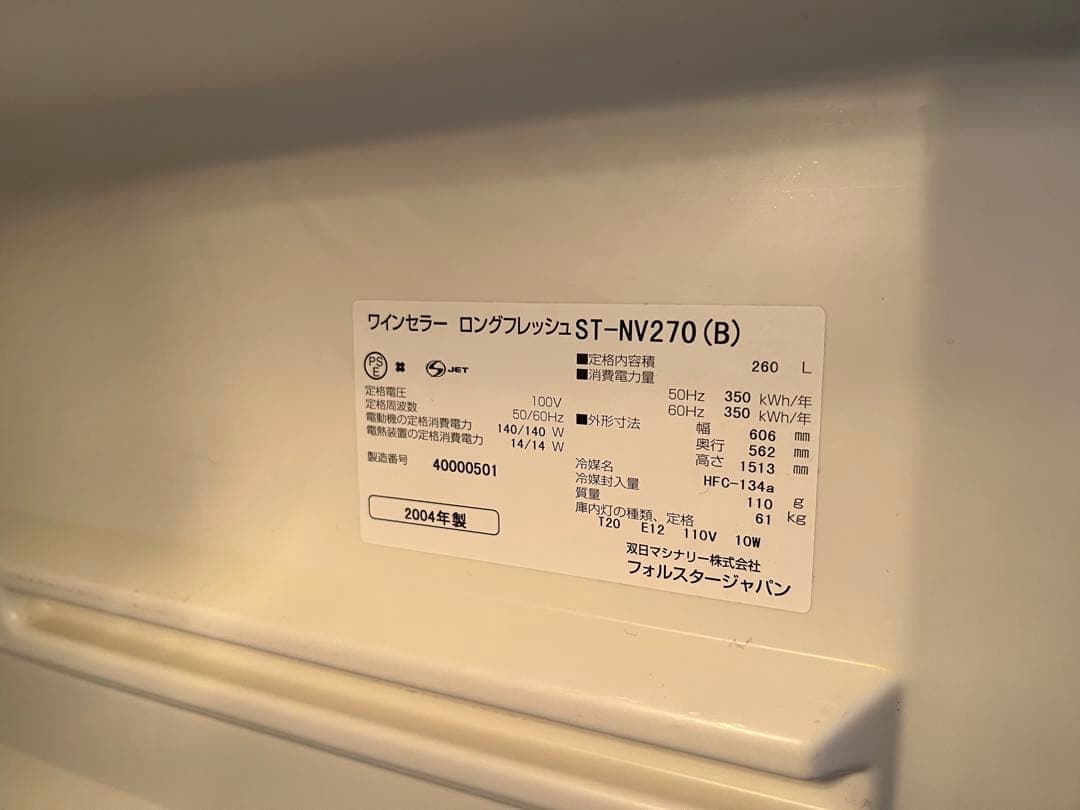 ワインセラー ロングフレッシュ ST-NV270(B)
PSE # S JET
定格電圧 100V
定格周波数 50/60Hz
電動機の定格消費電力 140/140 W
電熱装置の定格消費電力 14/14 W
製造番号 40000501
2004年製
■定格内容積 260 L
■消費電力量
50Hz 350 kWh/年
60Hz 350 kWh/年
■外形寸法
幅 606 mm
奥行 562 mm
高さ 1513 mm
冷媒名 HFC-134a
冷媒封入量 110 g
質量 61 kg
庫内灯の種類、定格
T20 E12 110V 10W
双日マシナリー株式会社
フォルスタージャパン